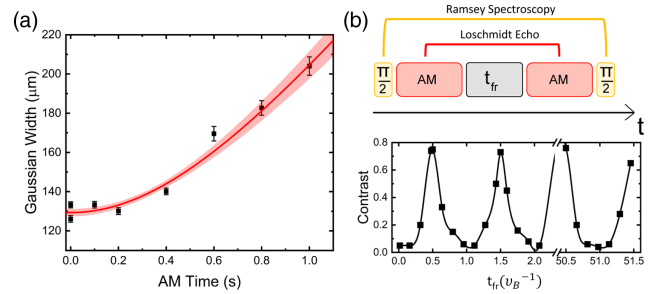 (a)
Gaussian Width (μm)
220
200
180
160
140
120
0.0 0.2 0.4 0.6 0.8 1.0
AM Time (s)
(b)
Ramsey Spectroscopy
Loschmidt Echo
π/2 AM t_fr AM π/2
t
Contrast
0.8
0.6
0.4
0.2
0.0
0.0 0.5 1.0 1.5 2.0 50.5 51.0 51.5
t_fr(υ_B⁻¹)